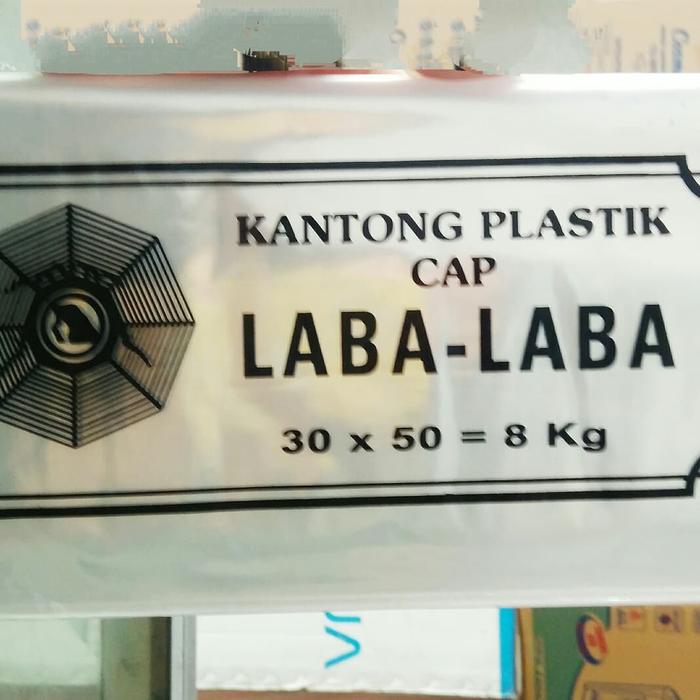 KANTONG PLASTIK
CAP
LABA-LABA
30 x 50 = 8 Kg